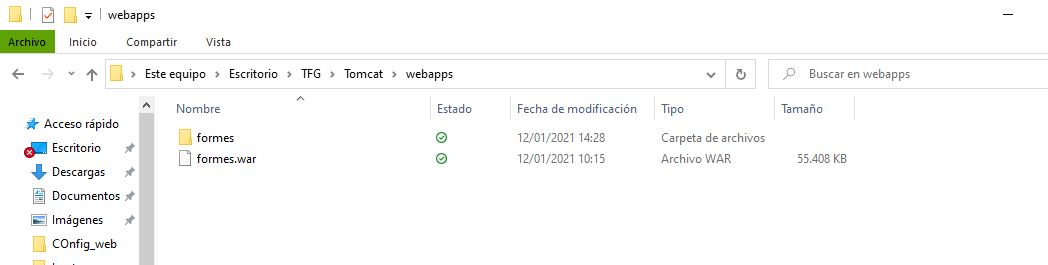 webapps
Archivo Inicio Compartir Vista
Este equipo Escritorio TFG Tomcat webapps Buscar en webapps
Nombre Estado Fecha de modificación Tipo Tamaño
Acceso rápido
Escritorio
Descargas
Documentos
Imágenes
COnfig_web
formes 12/01/2021 14:28 Carpeta de archivos
formes.war 12/01/2021 10:15 Archivo WAR 55.408 KB